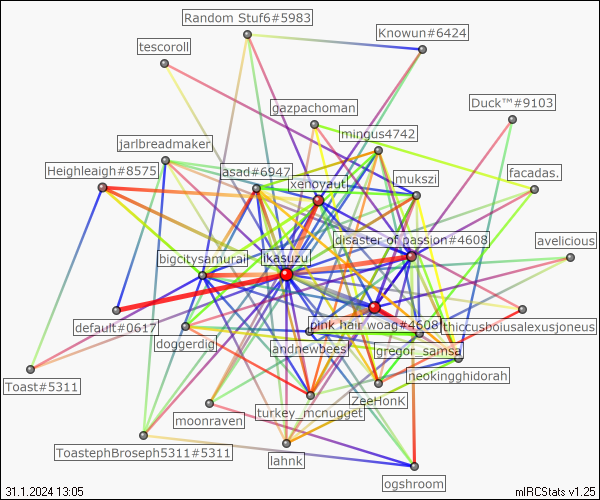 Random Stuf6#5983
Knowun#6424
tescoroll
Duck™#9103
gazpachoman
mingus4742
jarlbreadmaker
Heighleaigh#8575
asad#6947
xenoyaut
mukszi
facadas.
disaster of passion#4608
avelicious
bigcitysamurai
ikasuzu
default#0617
pink hair woag#4608
thiccusboiusalexusjoneus
doggerdigi
andnewbees!
gregor_samsa
neokingghidorah
Toast#5311
ZeeHonK
moonraven
turkey_mcnugget
ToastephBroseph5311#5311
lahnk
ogshroom
31.1.2024 13:05
mIRCStats v1.25